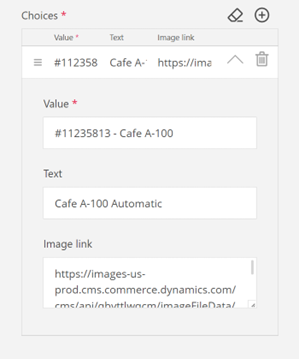 Choices *
Value * Text Image link
#112358 Cafe A- https://ima
Value *
#11235813 - Cafe A-100
Text
Cafe A-100 Automatic
Image link
https://images-us-
prod.cms.commerce.dynamics.com/
cms/api/qhyttlwqcm/imageFileData/